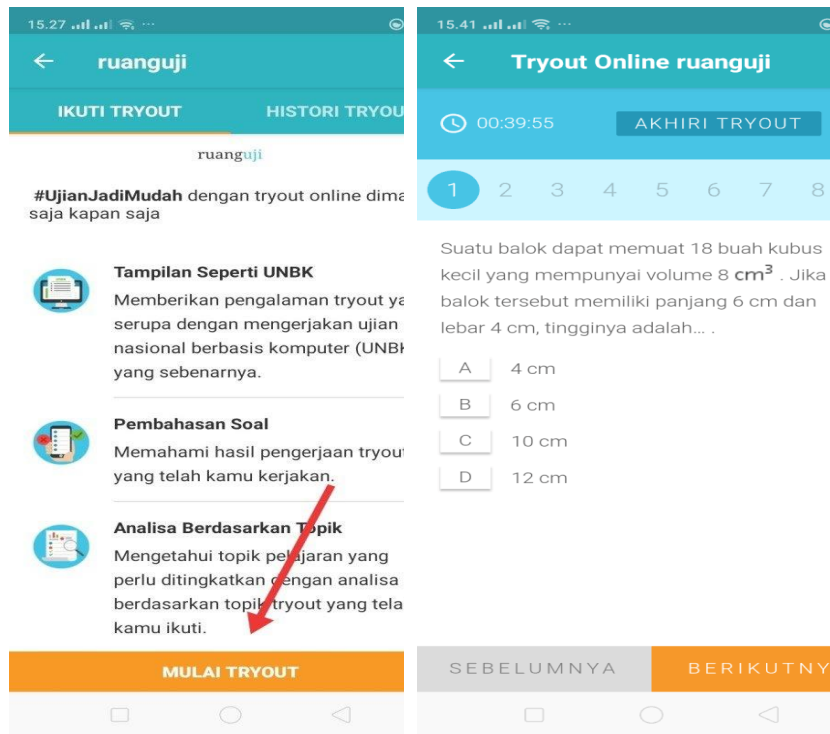 15.27
ruanguji
IKUTI TRYOUT HISTORI TRYOU
ruanguji
#UjianJadiMudah dengan tryout online dima
saja kapan saja
Tampilan Seperti UNBK
Memberikan pengalaman tryout ya
serupa dengan mengerjakan ujian
nasional berbasis komputer (UNBK
yang sebenarnya.
Pembahasan Soal
Memahami hasil pengerjaan tryout
yang telah kamu kerjakan.
Analisa Berdasarkan Topik
Mengetahui topik pelajaran yang
perlu ditingkatkan dengan analisa
berdasarkan topik tryout yang tela
kamu ikuti.
MULAI TRYOUT
15.41
Tryout Online ruanguji
00:39:55 AKHIRI TRYOUT
1 2 3 4 5 6 7 8
Suatu balok dapat memuat 18 buah kubus
kecil yang mempunyai volume 8 cm³ . Jika
balok tersebut memiliki panjang 6 cm dan
lebar 4 cm, tingginya adalah... .
A 4 cm
B 6 cm
C 10 cm
D 12 cm
SEBELUMNYA BERIKUTNY